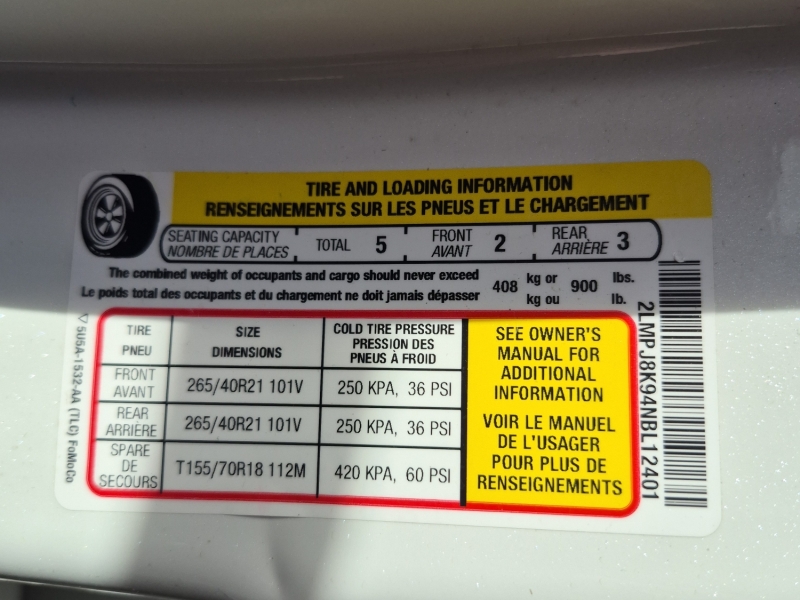 TIRE AND LOADING INFORMATION
RENSEIGNEMENTS SUR LES PNEUS ET LE CHARGEMENT
SEATING CAPACITY
NOMBRE DE PLACES
TOTAL 5
FRONT
AVANT
2
REAR
ARRIÈRE
3
The combined weight of occupants and cargo should never exceed
Le poids total des occupants et du chargement ne doit jamais dépasser
408
kg or
kg ou
900
lbs.
lb.
TIRE
PNEU
SIZE
DIMENSIONS
COLD TIRE PRESSURE
PRESSION DES
PNEUS À FROID
FRONT
AVANT
265/40R21 101V
250 KPA, 36 PSI
REAR
ARRIÈRE
265/40R21 101V
250 KPA, 36 PSI
SPARE
DE
SECOURS
T155/70R18 112M
420 KPA, 60 PSI
SEE OWNER'S
MANUAL FOR
ADDITIONAL
INFORMATION
VOIR LE MANUEL
DE L'USAGER
POUR PLUS DE
RENSEIGNEMENTS
5U5A-1532-AA (TLC) FoMoCo
2LMPJ8K94NBL12401